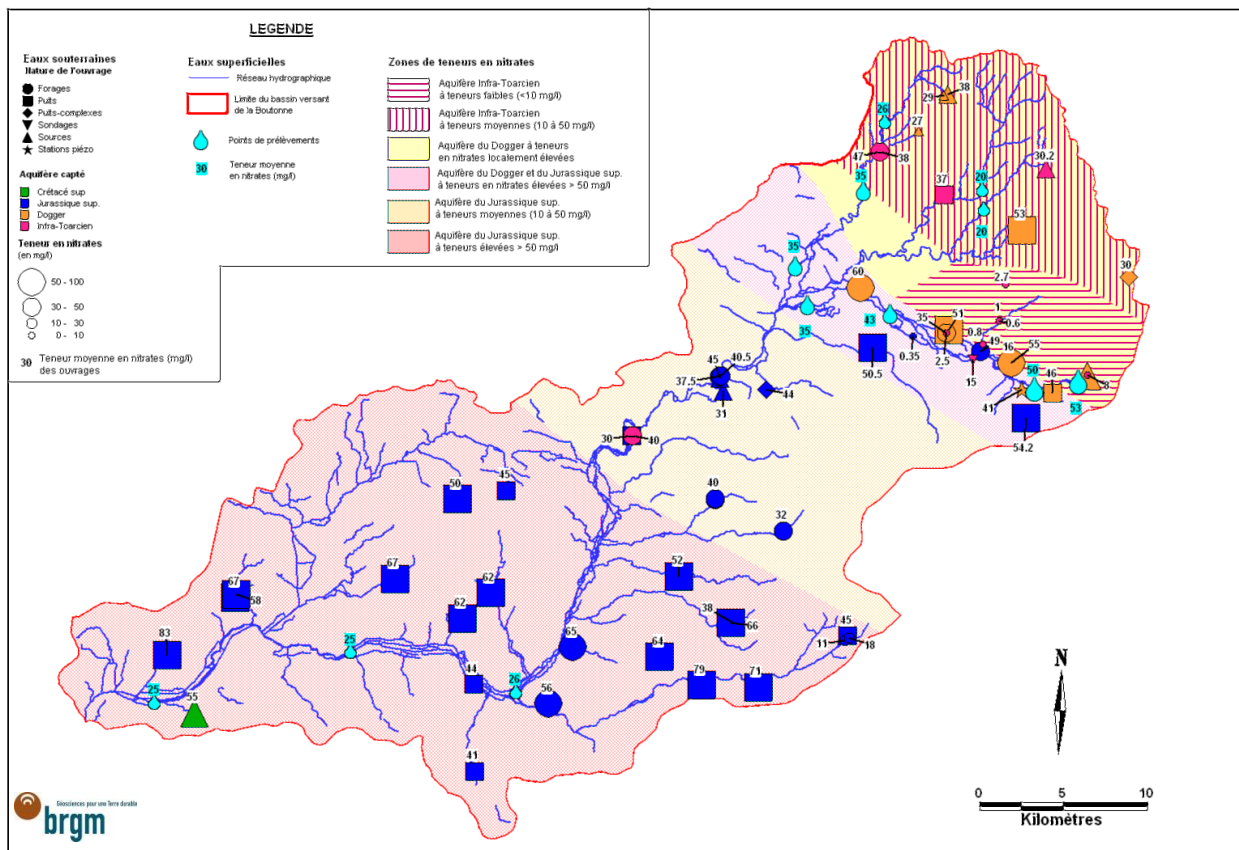 LEGENDE
Eaux souterraines
Nature de l'ouvrage
Forages
Puits
Puits-complexes
Sondages
Sources
Stations piézo
Aquifère capté
Crétacé sup
Jurassique sup.
Dogger
Infra-Toarcien
Teneur en nitrates
(en mg/l)
50 - 100
30 - 50
10 - 30
0 - 10
30 Teneur moyenne en nitrates (mg/l)
des ouvrages
Eaux superficielles
Réseau hydrographique
Limite du bassin versant
de la Boutonne
Points de prélèvements
30 Teneur moyenne
en nitrates (mg/l)
Zones de teneurs en nitrates
Aquifère Infra-Toarcien
à teneurs faibles (<10 mg/l)
Aquifère Infra-Toarcien
à teneurs moyennes (10 à 50 mg/l)
Aquifère du Dogger à teneurs
en nitrates localement élevées
Aquifère du Dogger et du Jurassique sup.
à teneurs en nitrates élevées > 50 mg/l
Aquifère du Jurassique sup.
à teneurs moyennes (10 à 50 mg/l)
Aquifère du Jurassique sup.
à teneurs élevées > 50 mg/l
38
29
26
27
47
38
30.2
35
37
20
20
53
35
30
60
2.7
35
43
1
0.6
51
35
0.8
49
0.35
2.5
16
55
15
50.5
50
46
8
41
53
54.2
45
40.5
37.5
31
44
30
40
50
45
40
32
67
67
58
62
62
52
38
66
45
11
18
83
65
64
25
79
71
44
26
56
25
55
41
N
0
5
10
Kilomètres
Géosciences pour une Terre durable
brgm